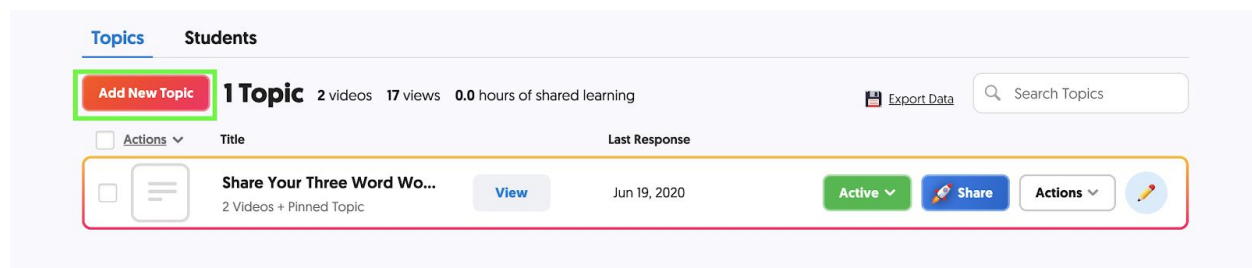 Topics Students
Add New Topic 1 Topic 2 videos 17 views 0.0 hours of shared learning Export Data Search Topics
Actions Title Last Response
Share Your Three Word Wo... View Jun 19, 2020 Active Share Actions
2 Videos + Pinned Topic